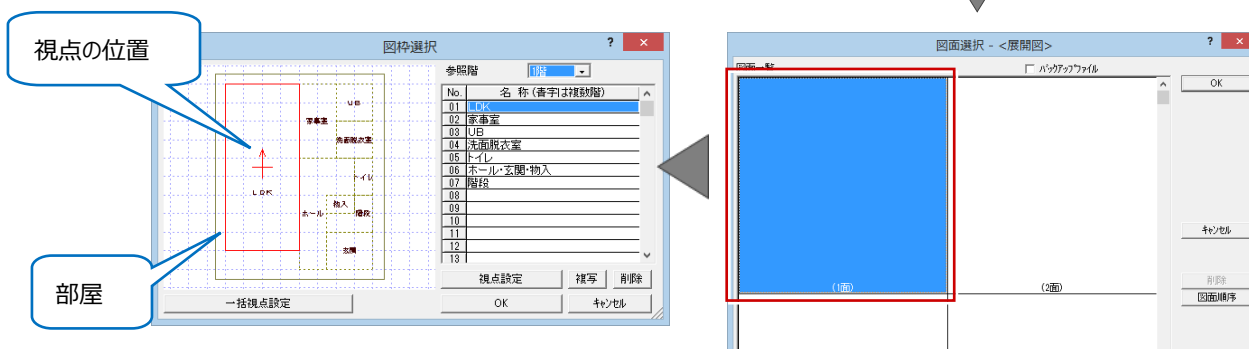 視点の位置
部屋
図枠選択
? ×
参照階 1階
No. 名 称 (青字は複数階)
01 LDK
02 家事室
03 UB
04 洗面脱衣室
05 トイレ
06 ホール・玄関・物入
07 階段
08
09
10
11
12
13
UB
家事室
洗面脱衣室
トイレ
LDK
物入
ホール
階段
玄関
視点設定 複写 削除
一括視点設定 OK キャンセル
図面選択 - <展開図>
? ×
図面一覧
バックアップファイル
OK
キャンセル
削除
図面順序
(1面)
(2面)